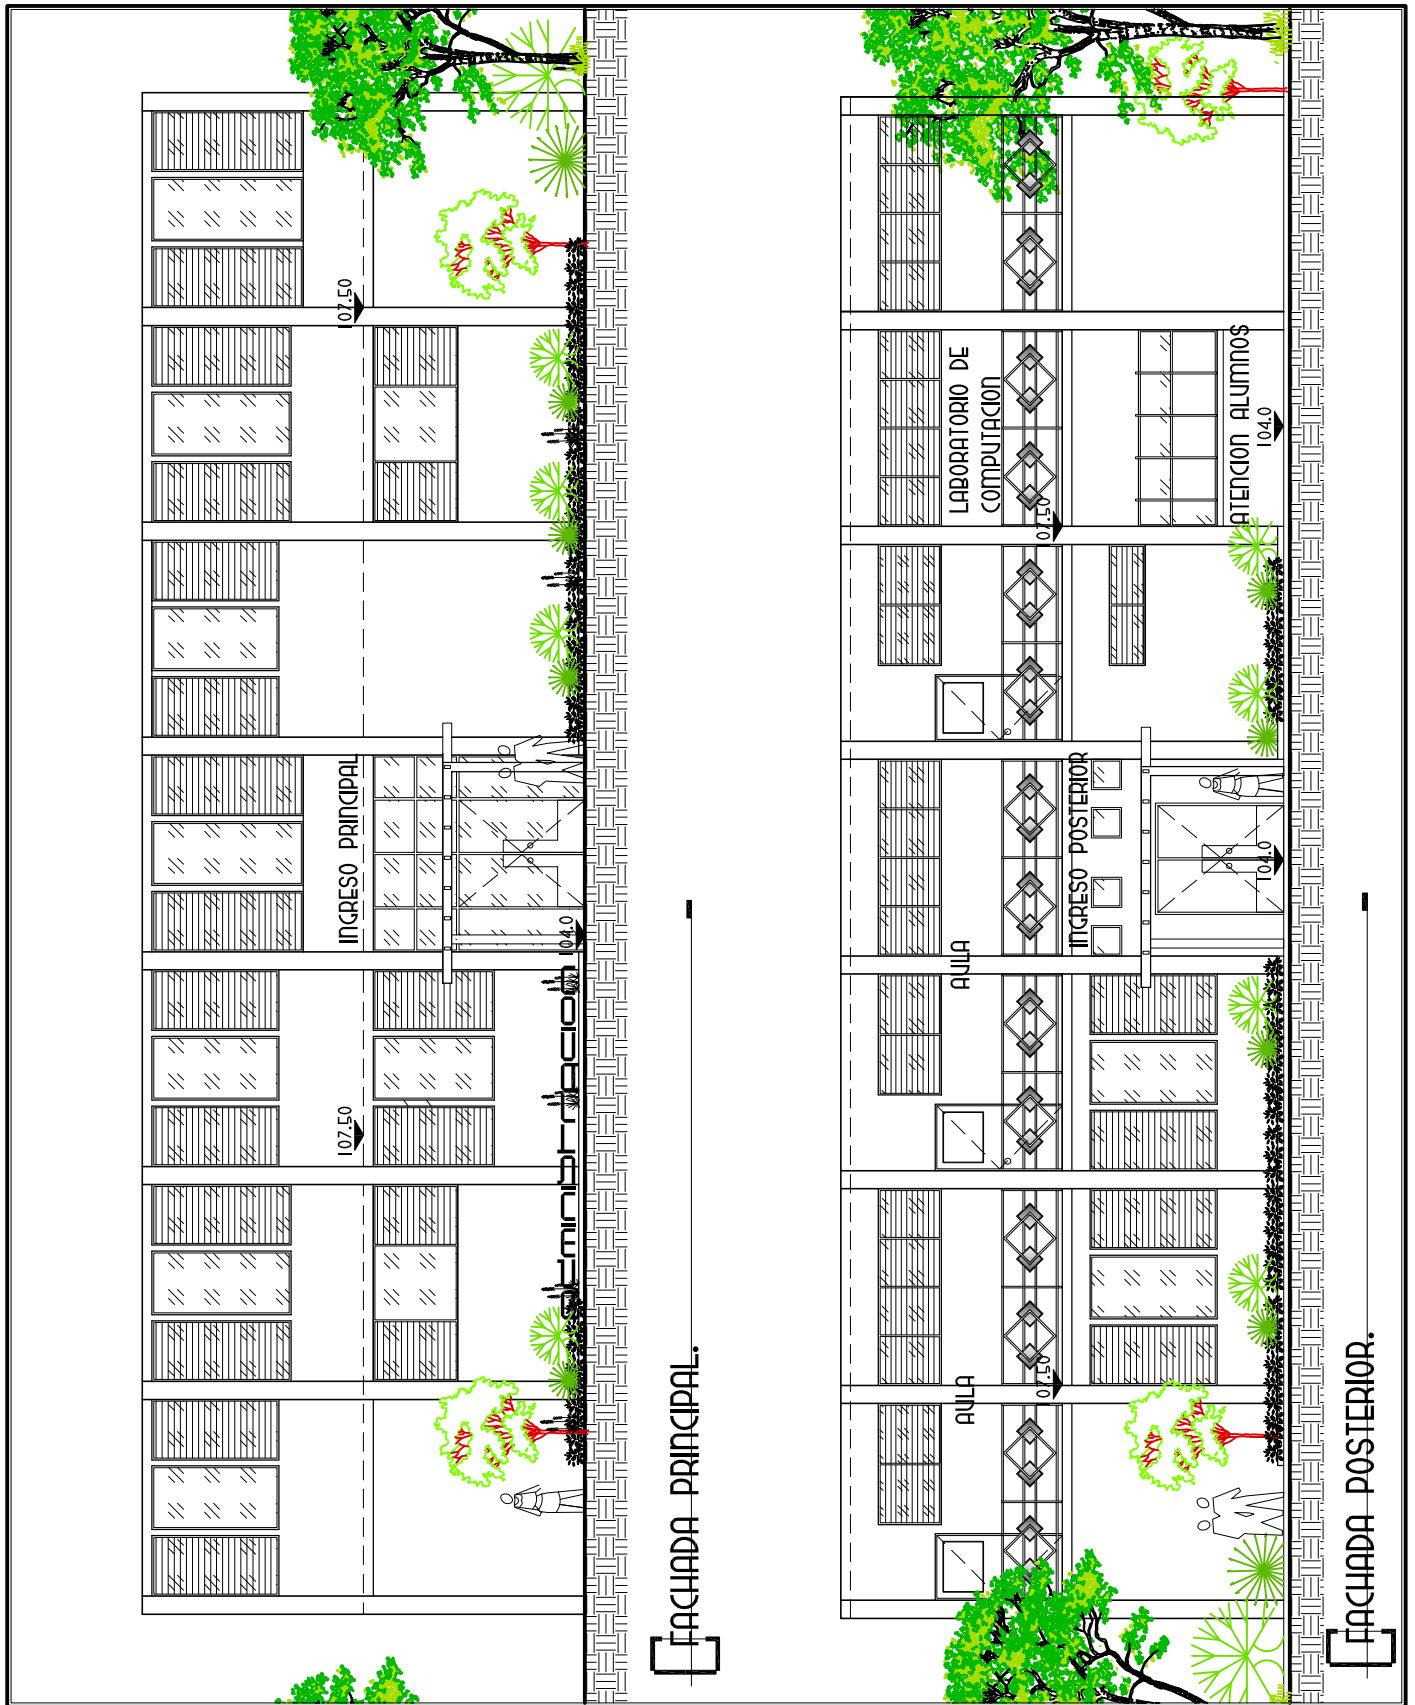 107.50
INGRESO PRINCIPAL
107.50
104.0
administracion
FACHADA PRINCIPAL.
LABORATORIO DE
COMPUTACION
107.50
ATENCION ALUMNOS
104.0
AULA
INGRESO POSTERIOR
104.0
AULA
107.50
FACHADA POSTERIOR.